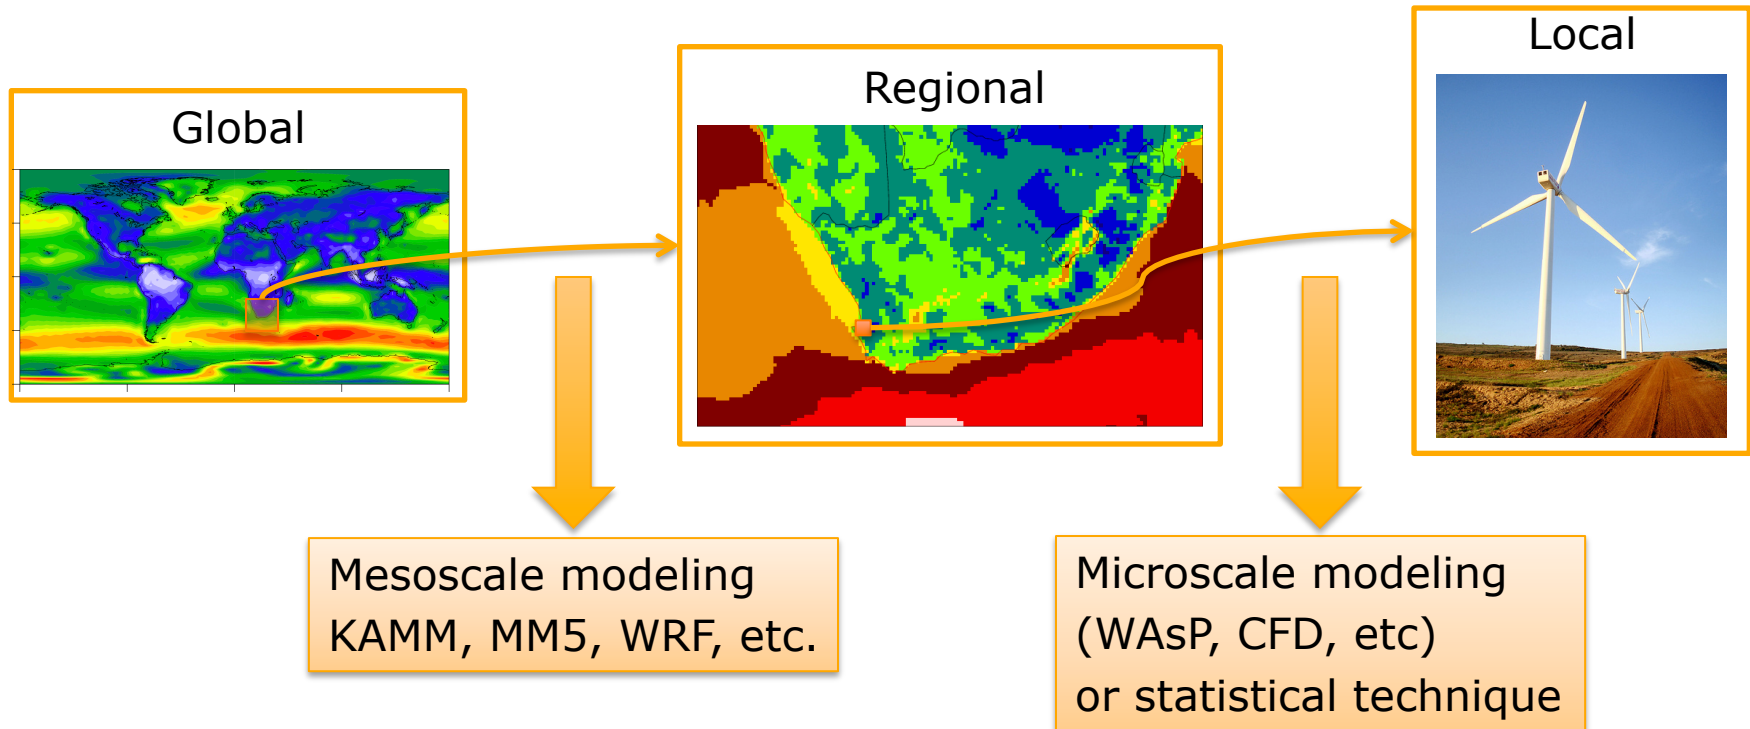 Global
Regional
Local
Mesoscale modeling
KAMM, MM5, WRF, etc.
Microscale modeling
(WAsP, CFD, etc)
or statistical technique